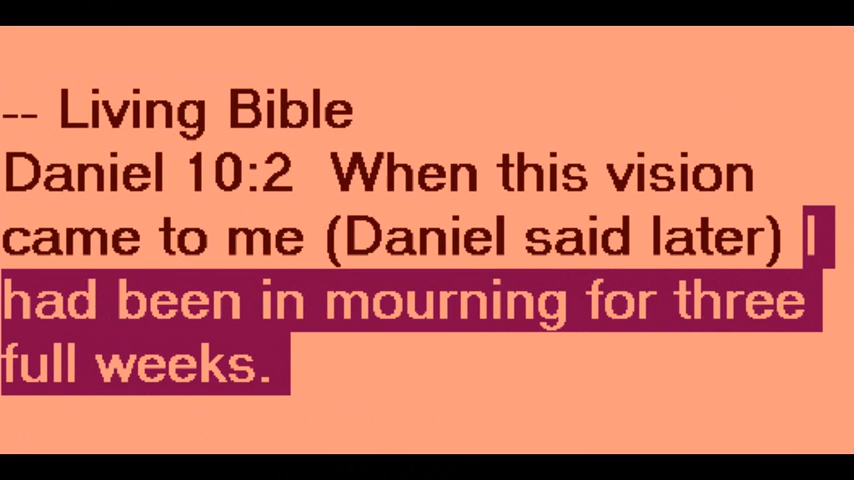 -- Living Bible
Daniel 10:2  When this vision
came to me (Daniel said later) I
had been in mourning for three
full weeks.